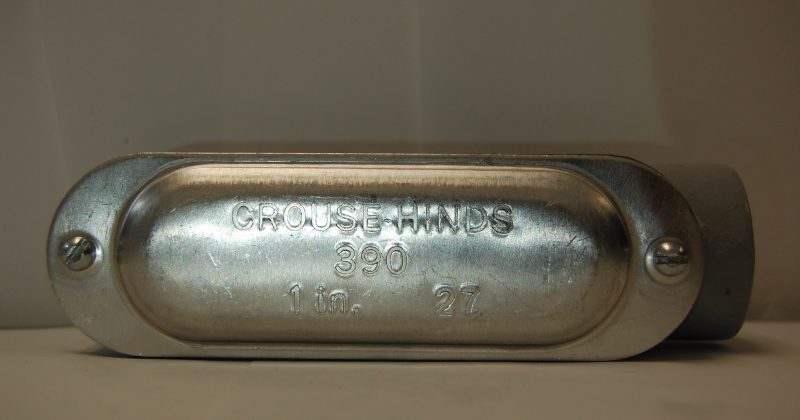 CROUSE-HINDS
390
1 in. 27